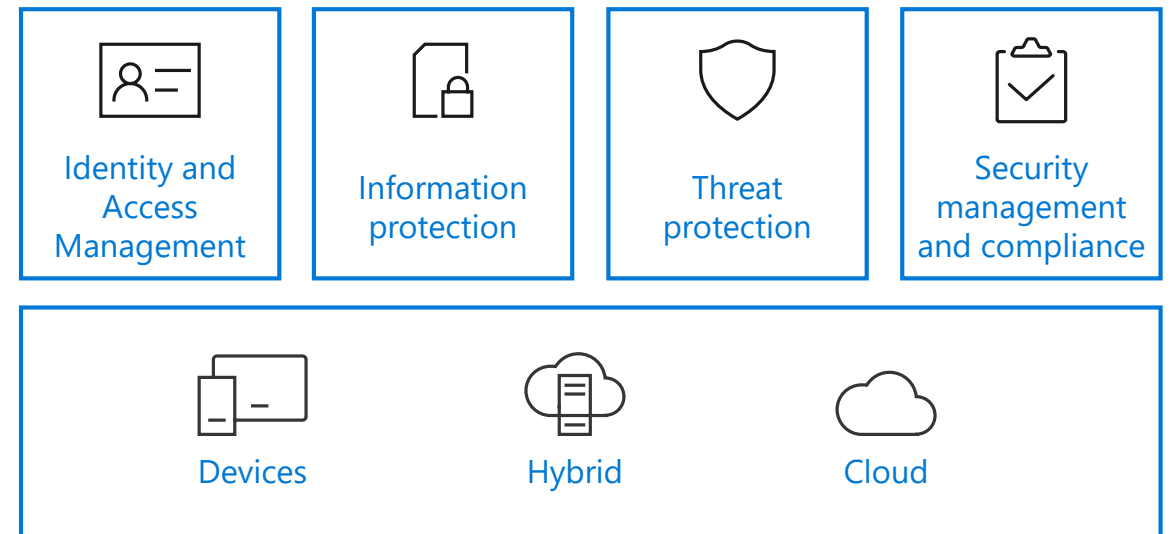 Identity and
Access
Management
Information
protection
Threat
protection
Security
management
and compliance
Devices
Hybrid
Cloud